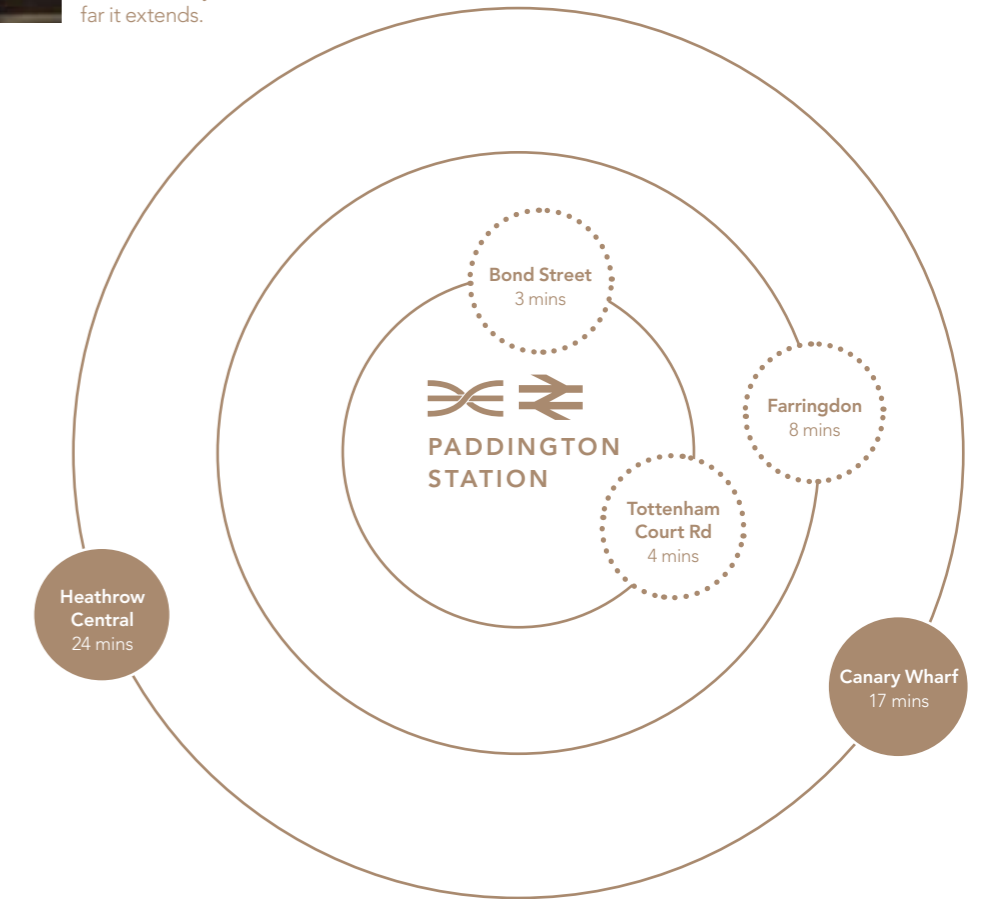 far it extends.
Bond Street
3 mins
PADDINGTON
STATION
Farringdon
8 mins
Tottenham
Court Rd
4 mins
Heathrow
Central
24 mins
Canary Wharf
17 mins